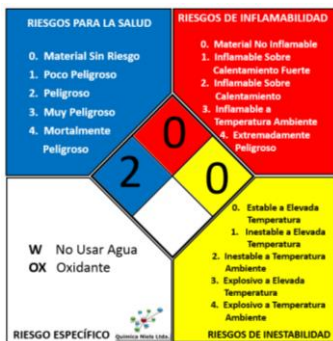 RIESGOS PARA LA SALUD
0. Material Sin Riesgo
1. Poco Peligroso
2. Peligroso
3. Muy Peligroso
4. Mortalmente
Peligroso
RIESGOS DE INFLAMABILIDAD
0. Material No Inflamable
1. Inflamable Sobre
Calentamiento Fuerte
2. Inflamable Sobre
Calentamiento
3. Inflamable a
Temperatura Ambiente
4. Extremadamente
Peligroso
0
2
0
W No Usar Agua
OX Oxidante
RIESGO ESPECÍFICO
Química Nielo Ltda.
0. Estable a Elevada
Temperatura
1. Inestable a Elevada
Temperatura
2. Inestable a Temperatura
Ambiente
3. Explosivo a Elevada
Temperatura
4. Explosivo a Temperatura
Ambiente
RIESGOS DE INESTABILIDAD